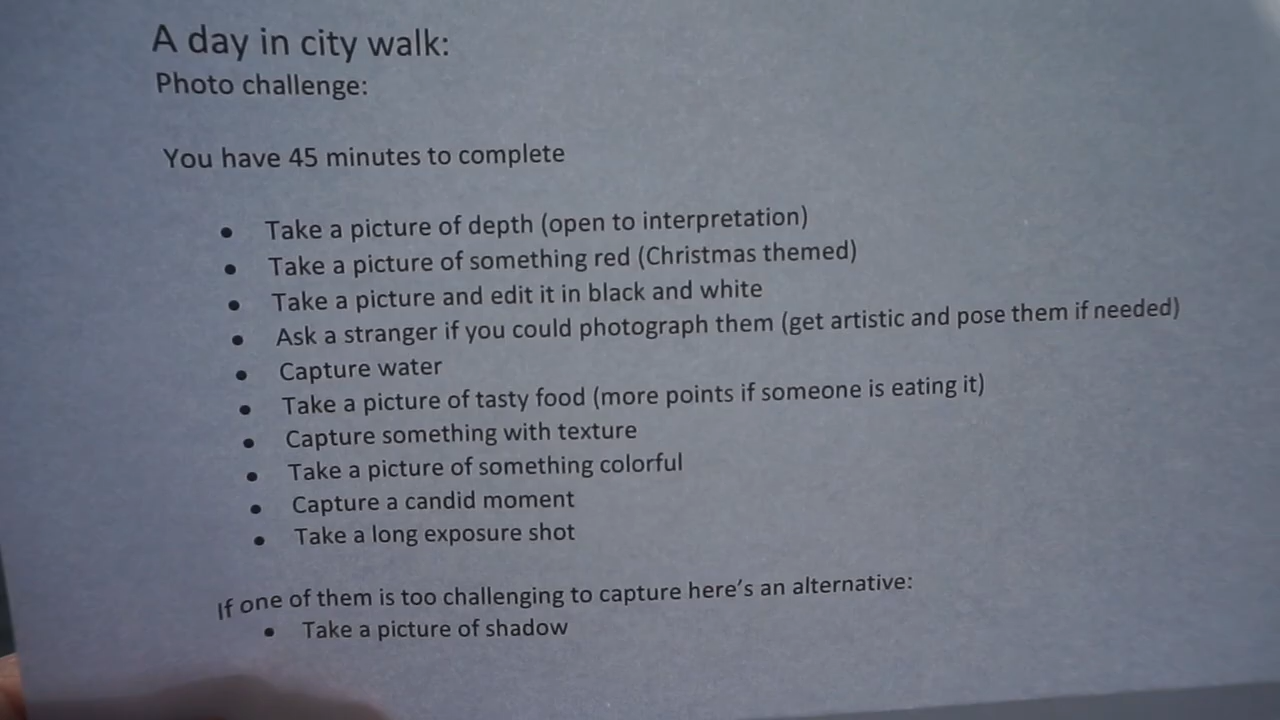 A day in city walk:
Photo challenge:
You have 45 minutes to complete
• Take a picture of depth (open to interpretation)
• Take a picture of something red (Christmas themed)
• Take a picture and edit it in black and white
• Ask a stranger if you could photograph them (get artistic and pose them if needed)
• Capture water
• Take a picture of tasty food (more points if someone is eating it)
• Capture something with texture
• Take a picture of something colorful
• Capture a candid moment
• Take a long exposure shot
If one of them is too challenging to capture here's an alternative:
• Take a picture of shadow